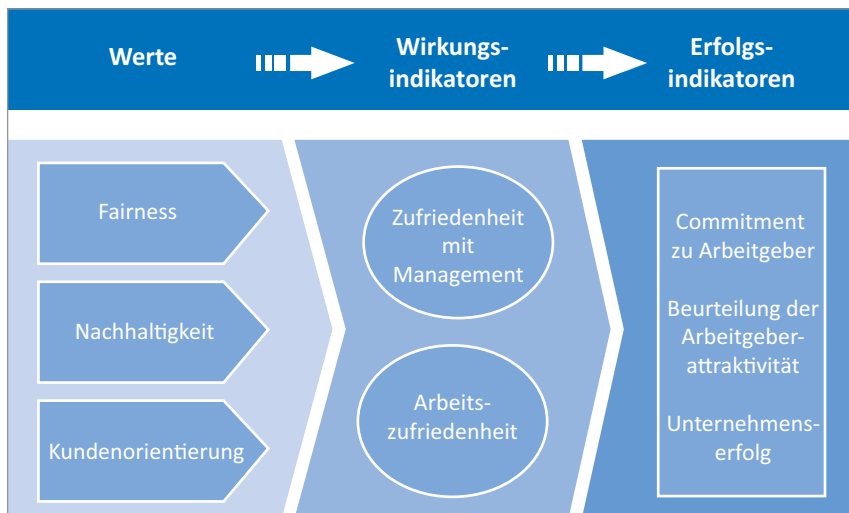 Werte
Wirkungs-
indikatoren
Erfolgs-
indikatoren
Fairness
Nachhaltigkeit
Kundenorientierung
Zufriedenheit
mit
Management
Arbeits-
zufriedenheit
Commitment
zu Arbeitgeber
Beurteilung der
Arbeitgeber-
attraktivität
Unternehmens-
erfolg